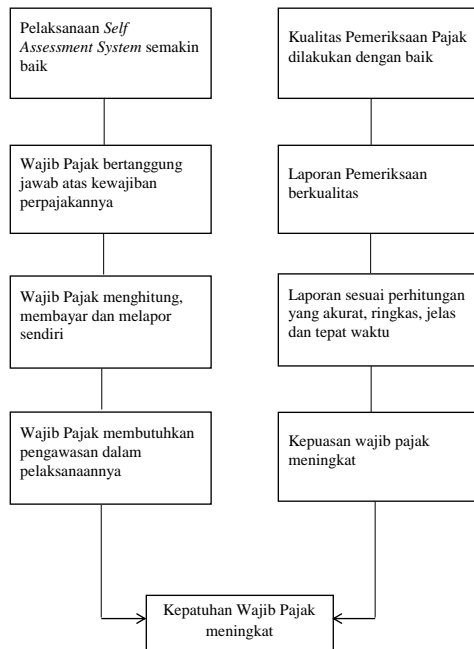 Pelaksanaan Self
Assessment System semakin
baik
Wajib Pajak bertanggung
jawab atas kewajiban
perpajakannya
Wajib Pajak menghitung,
membayar dan melapor
sendiri
Wajib Pajak membutuhkan
pengawasan dalam
pelaksanaannya
Kualitas Pemeriksaan Pajak
dilakukan dengan baik
Laporan Pemeriksaan
berkualitas
Laporan sesuai perhitungan
yang akurat, ringkas, jelas
dan tepat waktu
Kepuasan wajib pajak
meningkat
Kepatuhan Wajib Pajak
meningkat